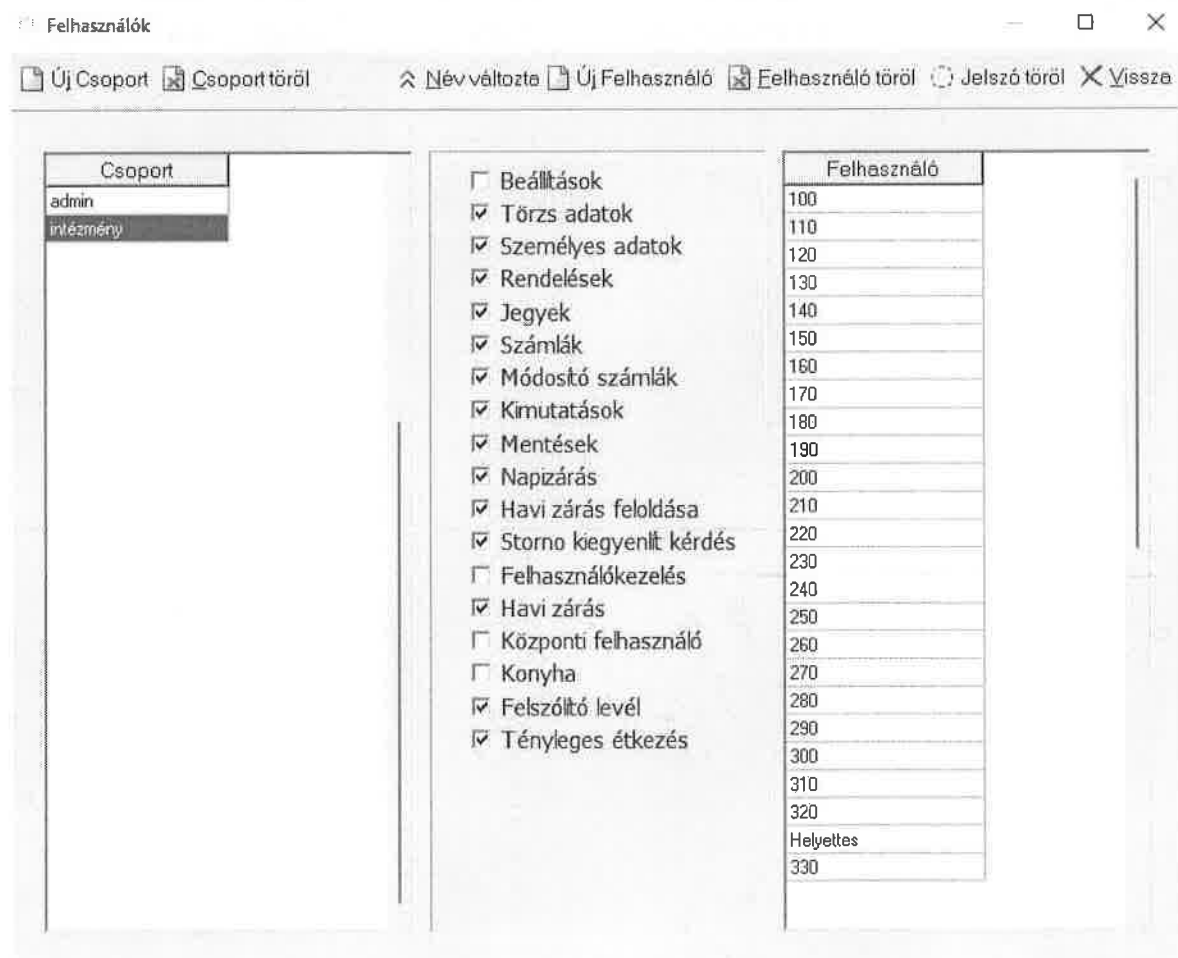 Felhasználók
Új Csoport Csoport töröl Név változta Új Felhasználó Felhasználó töröl Jelszó töröl Vissza
Csoport
admin
intézmény
Beállítások
Törzs adatok
Személyes adatok
Rendelések
Jegyek
Számlák
Módosító számlák
Kimutatások
Mentések
Napizárás
Havi zárás feloldása
Storno kiegyenlít kérdés
Felhasználókezelés
Havi zárás
Központi felhasználó
Konyha
Felszólító levél
Tényleges étkezés
Felhasználó
100
110
120
130
140
150
160
170
180
190
200
210
220
230
240
250
260
270
280
290
300
310
320
Helyettes
330